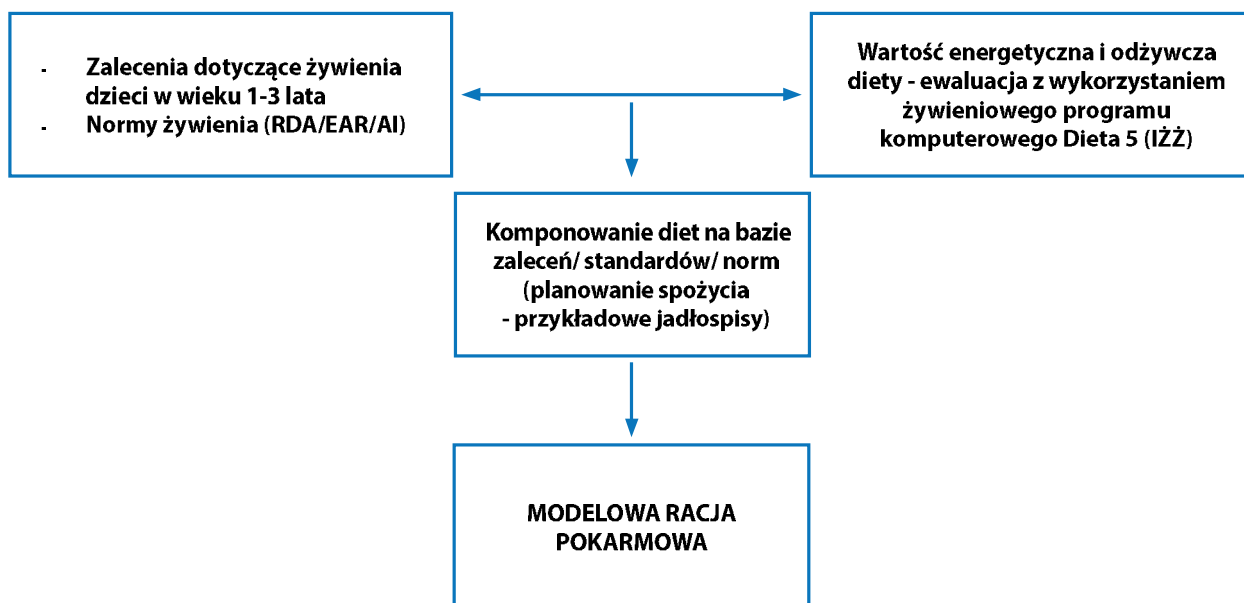 - Zalecenia dotyczące żywienia
dzieci w wieku 1-3 lata
- Normy żywienia (RDA/EAR/AI)
Wartość energetyczna i odżywcza
diety - ewaluacja z wykorzystaniem
żywieniowego programu
komputerowego Dieta 5 (IŻŻ)
Komponowanie diet na bazie
zaleceń/ standardów/ norm
(planowanie spożycia
- przykładowe jadłospisy)
MODELOWA RACJA
POKARMOWA